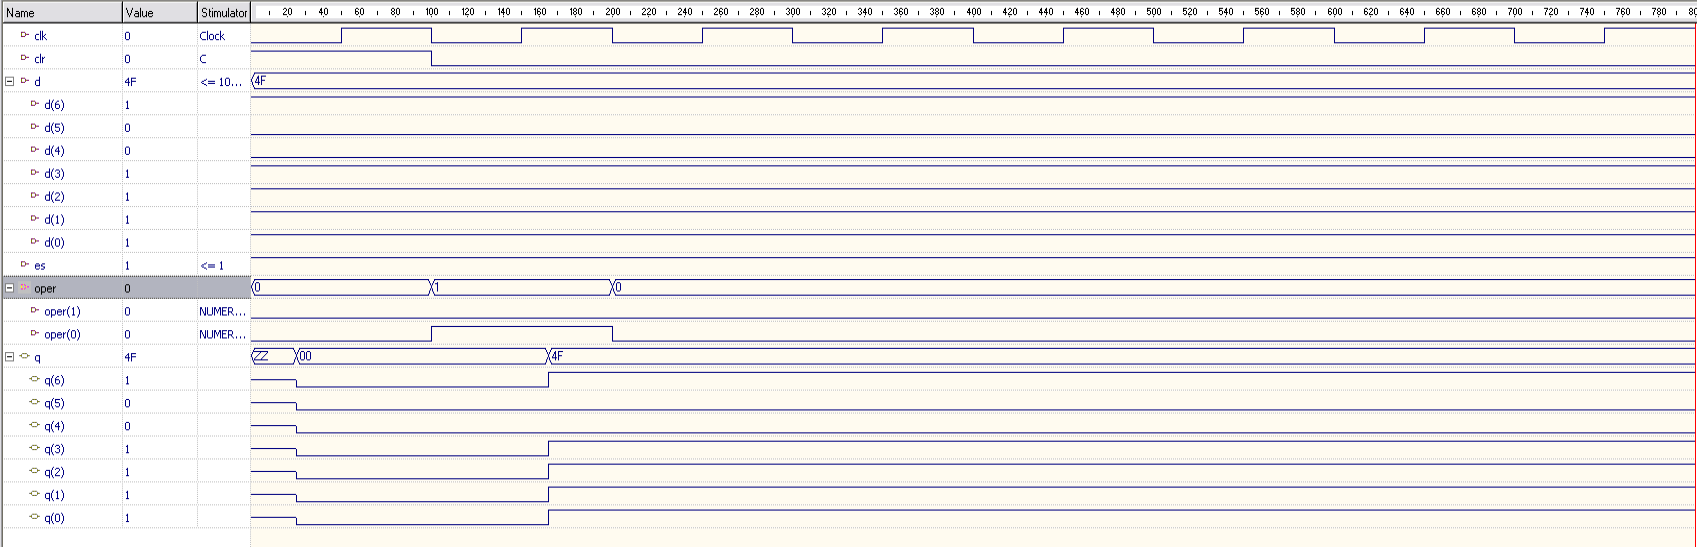 Name Value Stimulator 20 40 60 80 100 120 140 160 180 200 220 240 260 280 300 320 340 360 380 400 420 440 460 480 500 520 540 560 580 600 620 640 660 680 700 720 740 760 780 80
clk 0 Clock
clr 0 C
d 4F <= 10... 4F
d(6) 1
d(5) 0
d(4) 0
d(3) 1
d(2) 1
d(1) 1
d(0) 1
es 1 <= 1
oper 0 0 1 0
oper(1) 0 NUMER...
oper(0) 0 NUMER...
q 4F ZZ 00 4F
q(6) 1
q(5) 0
q(4) 0
q(3) 1
q(2) 1
q(1) 1
q(0) 1